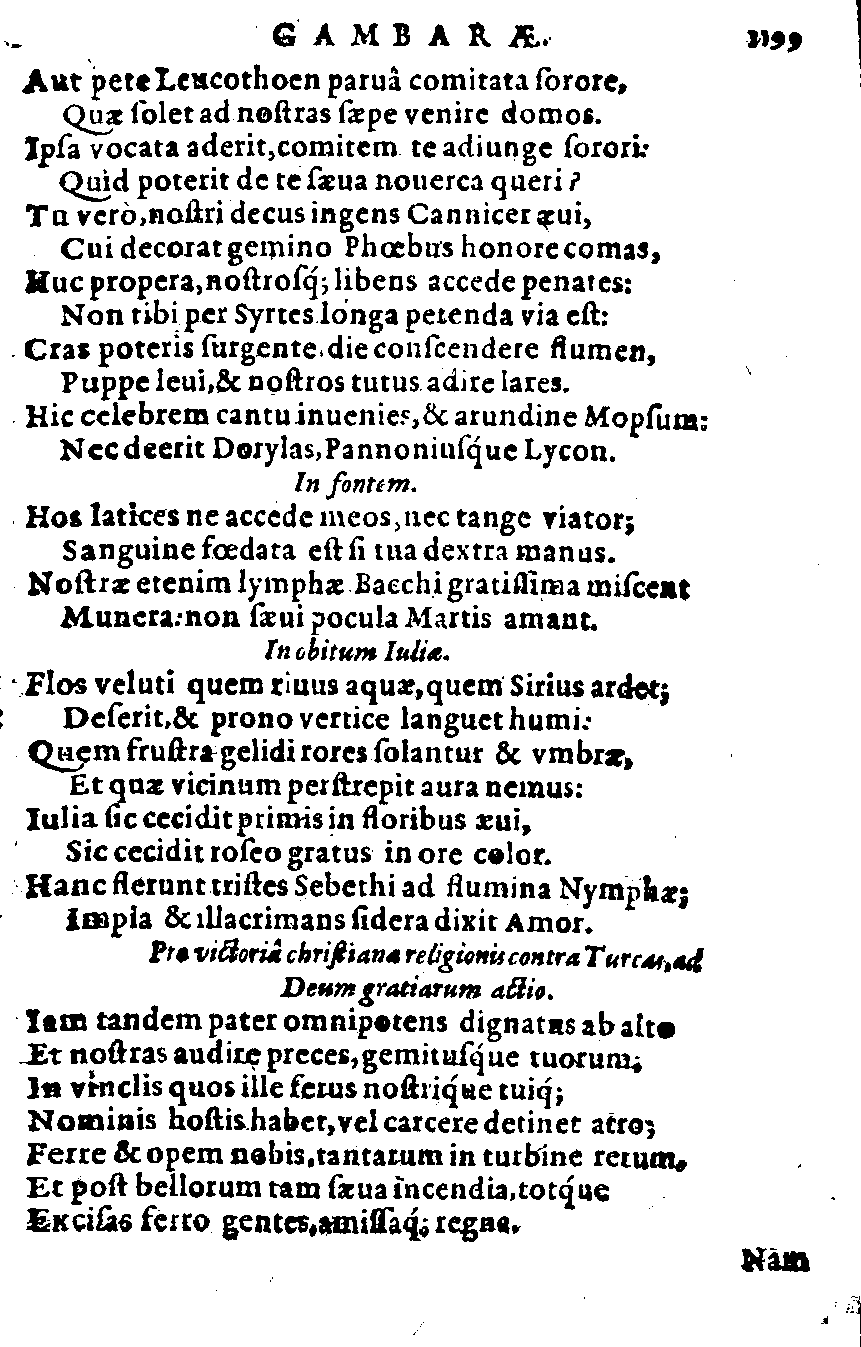 GAMBARÆ. 1199
Aut pete Leucothoen paruâ comitata ſorore,
Quæ ſolet ad noſtras ſæpe venire domos.
Ipſa vocata aderit, comitem te adiunge ſorori:
Quid poterit de te ſæua nouerca queri?
Tu verò, noſtri decus ingens Cannicer æui,
Cui decorat gemino Phœbus honore comas,
Huc propera, noſtroſq́; libens accede penates:
Non tibi per Syrtes longa petenda via eſt:
Cras poteris ſurgente die conſcendere flumen,
Puppe leui, & noſtros tutus adire lares.
Hic celebrem cantu inuenies, & arundine Mopſum:
Nec deerit Dorylas, Pannoniuſq́ue Lycon.
In fontem.
Hos latices ne accede meos, nec tange viator;
Sanguine fœdata eſt ſi tua dextra manus.
Noſtræ etenim lymphæ Bacchi gratiſſima miſcent
Munera: non ſæui pocula Martis amant.
In obitum Iuliæ.
Flos veluti quem riuus aquæ, quem Sirius ardet;
Deſerit, & prono vertice languet humi:
Quem fruſtra gelidi rores ſolantur & vmbræ,
Et quæ vicinum perſtrepit aura nemus:
Iulia ſic cecidit primis in floribus æui,
Sic cecidit roſeo gratus in ore color.
Hanc flerunt triſtes Sebethi ad flumina Nymphæ;
Impia & illacrimans ſidera dixit Amor.
Pro victoriâ chriſtiana religionis contra Turcas, ad
Deum gratiarum actio.
Iam tandem pater omnipotens dignatus ab alto
Et noſtras audire preces, gemituſq́ue tuorum;
In vinclis quos ille ferus noſtriq́ue tuiq́;
Nominis hoſtis habet, vel carcere detinet atro;
Ferre & opem nobis, tantarum in turbine rerum,
Et poſt bellorum tam ſæua incendia, totq́ue
Exciſas ferro gentes, amiſſaq́; regna.
Nam